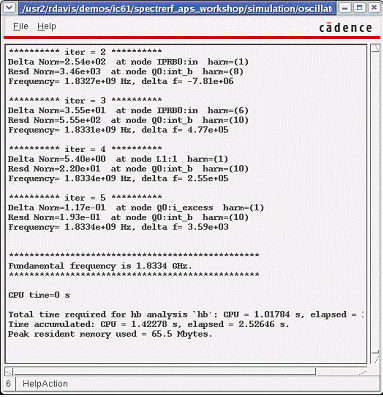 /usr2/rdavis/demos/ic61/spectrerf_aps_workshop/simulation/oscillat
File Help
cādence
********** iter = 2 **********
Delta Norm=2.54e+02 at node IPRB0:in harm=(1)
Resd Norm=3.46e+03 at node Q0:int_b harm=(8)
Frequency= 1.8327e+09 Hz, delta f= -7.81e+06
********** iter = 3 **********
Delta Norm=3.55e+01 at node IPRB0:in harm=(6)
Resd Norm=5.55e+02 at node Q0:int_b harm=(10)
Frequency= 1.8331e+09 Hz, delta f= 4.77e+05
********** iter = 4 **********
Delta Norm=5.40e+00 at node L1:1 harm=(1)
Resd Norm=2.20e+01 at node Q0:int_b harm=(10)
Frequency= 1.8334e+09 Hz, delta f= 2.55e+05
********** iter = 5 **********
Delta Norm=1.17e-01 at node Q0:i_excess harm=(1)
Resd Norm=1.93e-01 at node Q0:int_b harm=(10)
Frequency= 1.8334e+09 Hz, delta f= 3.59e+03
**************************************************
Fundamental frequency is 1.8334 GHz.
**************************************************
CPU time=0 s
Total time required for hb analysis `hb': CPU = 1.01784 s, elapsed =
Time accumulated: CPU = 1.42278 s, elapsed = 2.52646 s.
Peak resident memory used = 65.5 Mbytes.
6 HelpAction